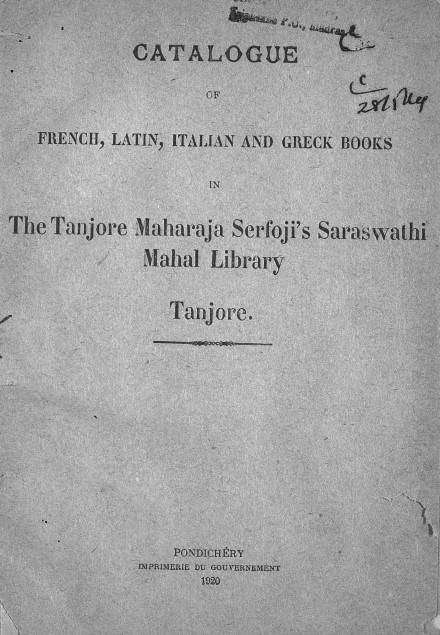 CATALOGUE
OF
FRENCH, LATIN, ITALIAN AND GRECK BOOKS
IN
The Tanjore Maharaja Serfoji's Saraswathi
Mahal Library
Tanjore.
PONDICHÉRY
IMPRIMERIE DU GOUVERNEMENT
1920